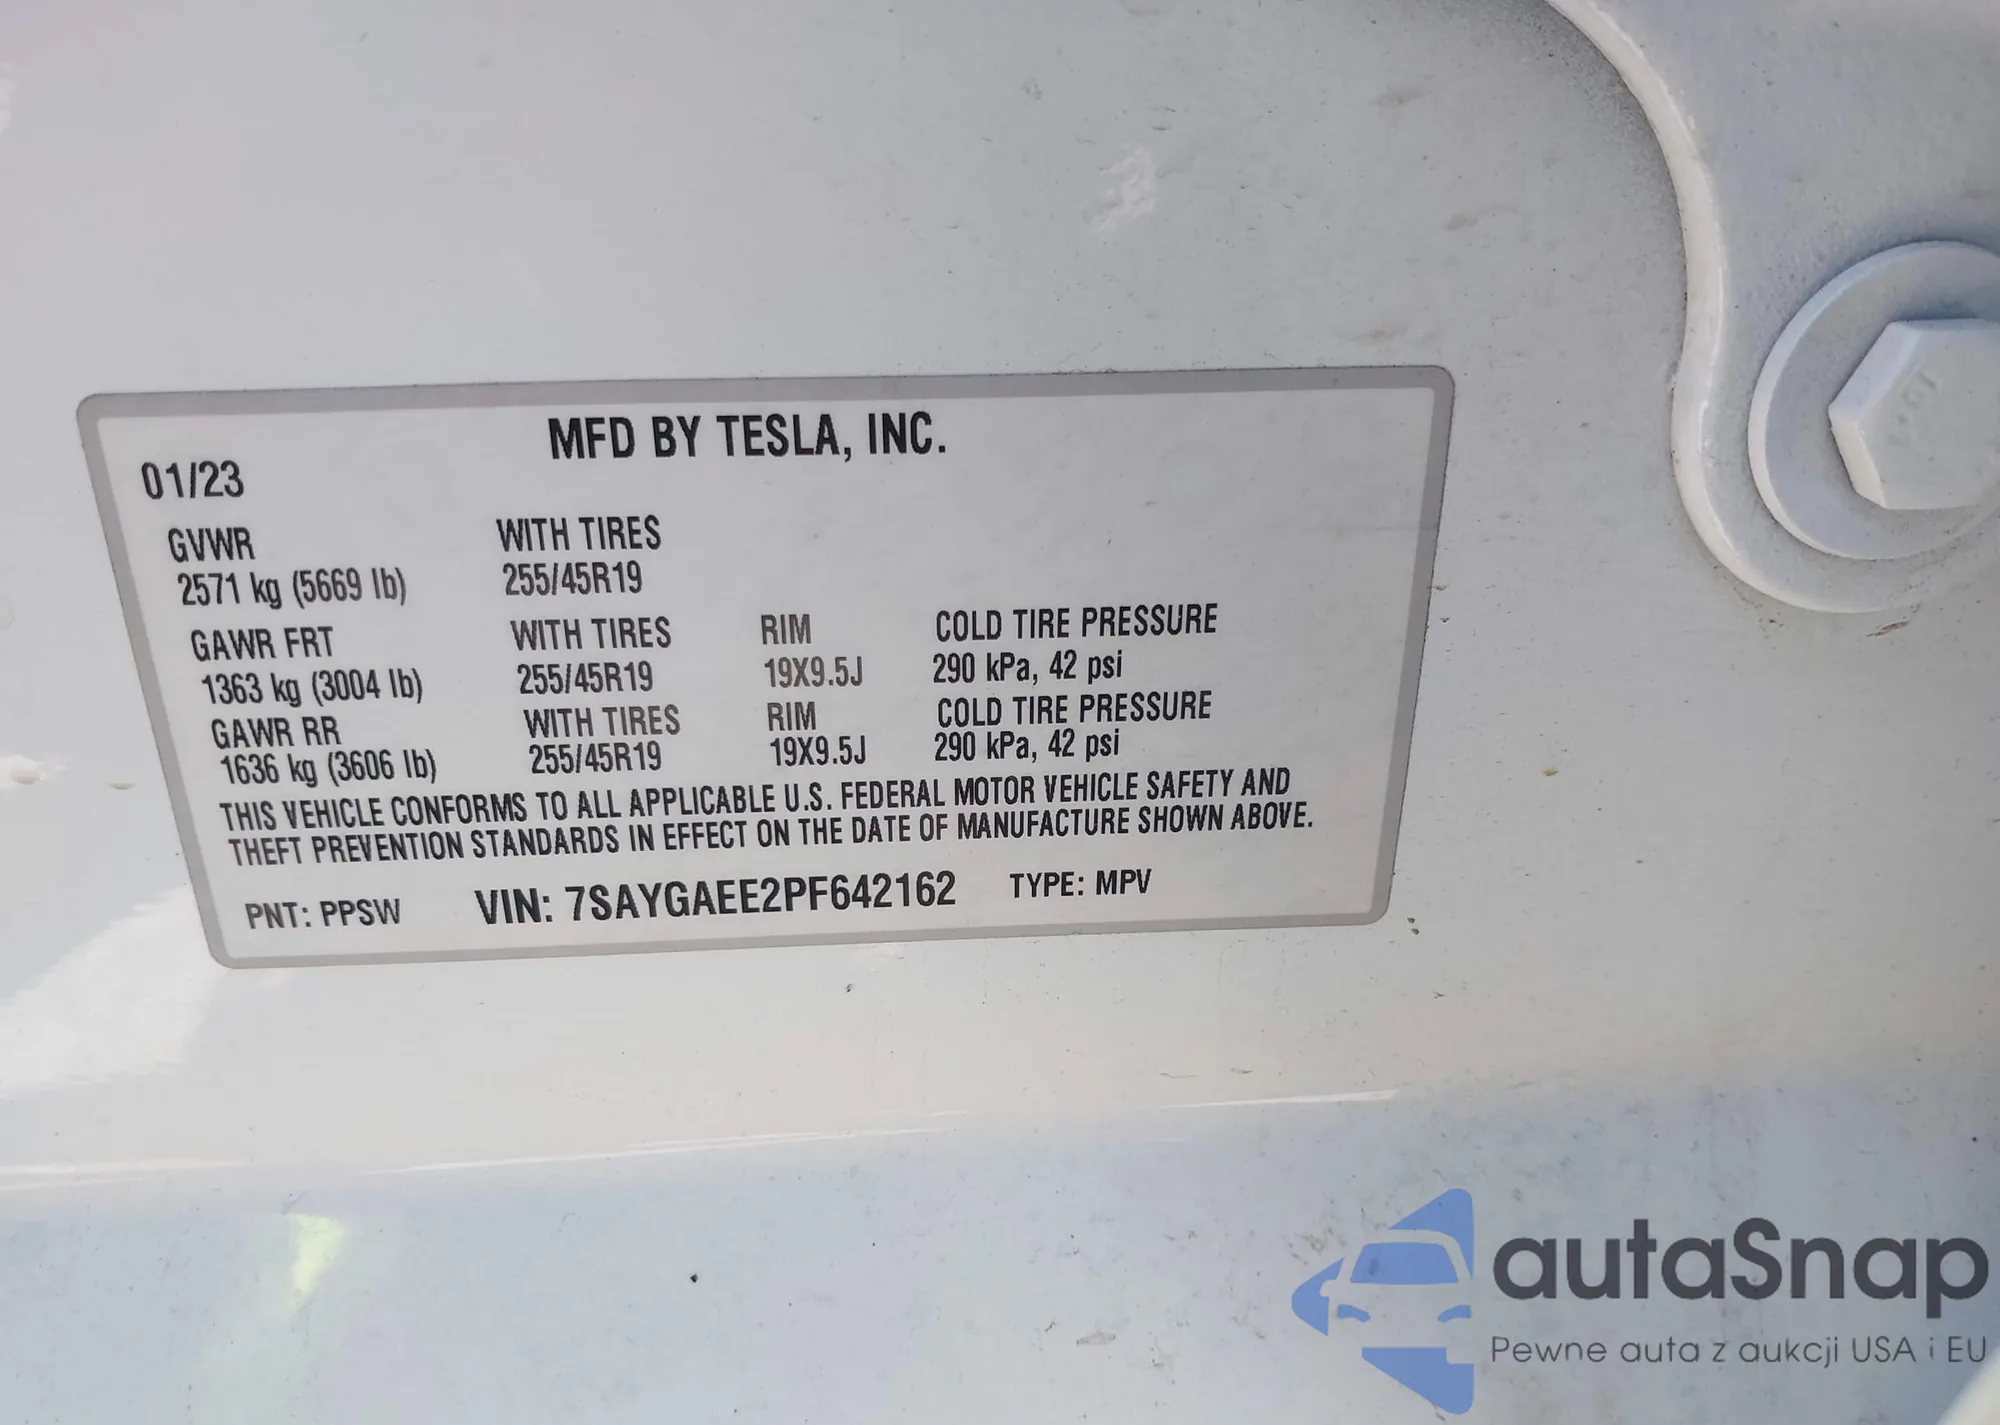 MFD BY TESLA, INC.
01/23
GVWR WITH TIRES
2571 kg (5669 lb) 255/45R19
GAWR FRT WITH TIRES RIM COLD TIRE PRESSURE
1363 kg (3004 lb) 255/45R19 19X9.5J 290 kPa, 42 psi
GAWR RR WITH TIRES RIM COLD TIRE PRESSURE
1636 kg (3606 lb) 255/45R19 19X9.5J 290 kPa, 42 psi
THIS VEHICLE CONFORMS TO ALL APPLICABLE U.S. FEDERAL MOTOR VEHICLE SAFETY AND
THEFT PREVENTION STANDARDS IN EFFECT ON THE DATE OF MANUFACTURE SHOWN ABOVE.
PNT: PPSW VIN: 7SAYGAEE2PF642162 TYPE: MPV
autaSnap
Pewne auta z aukcji USA i EU